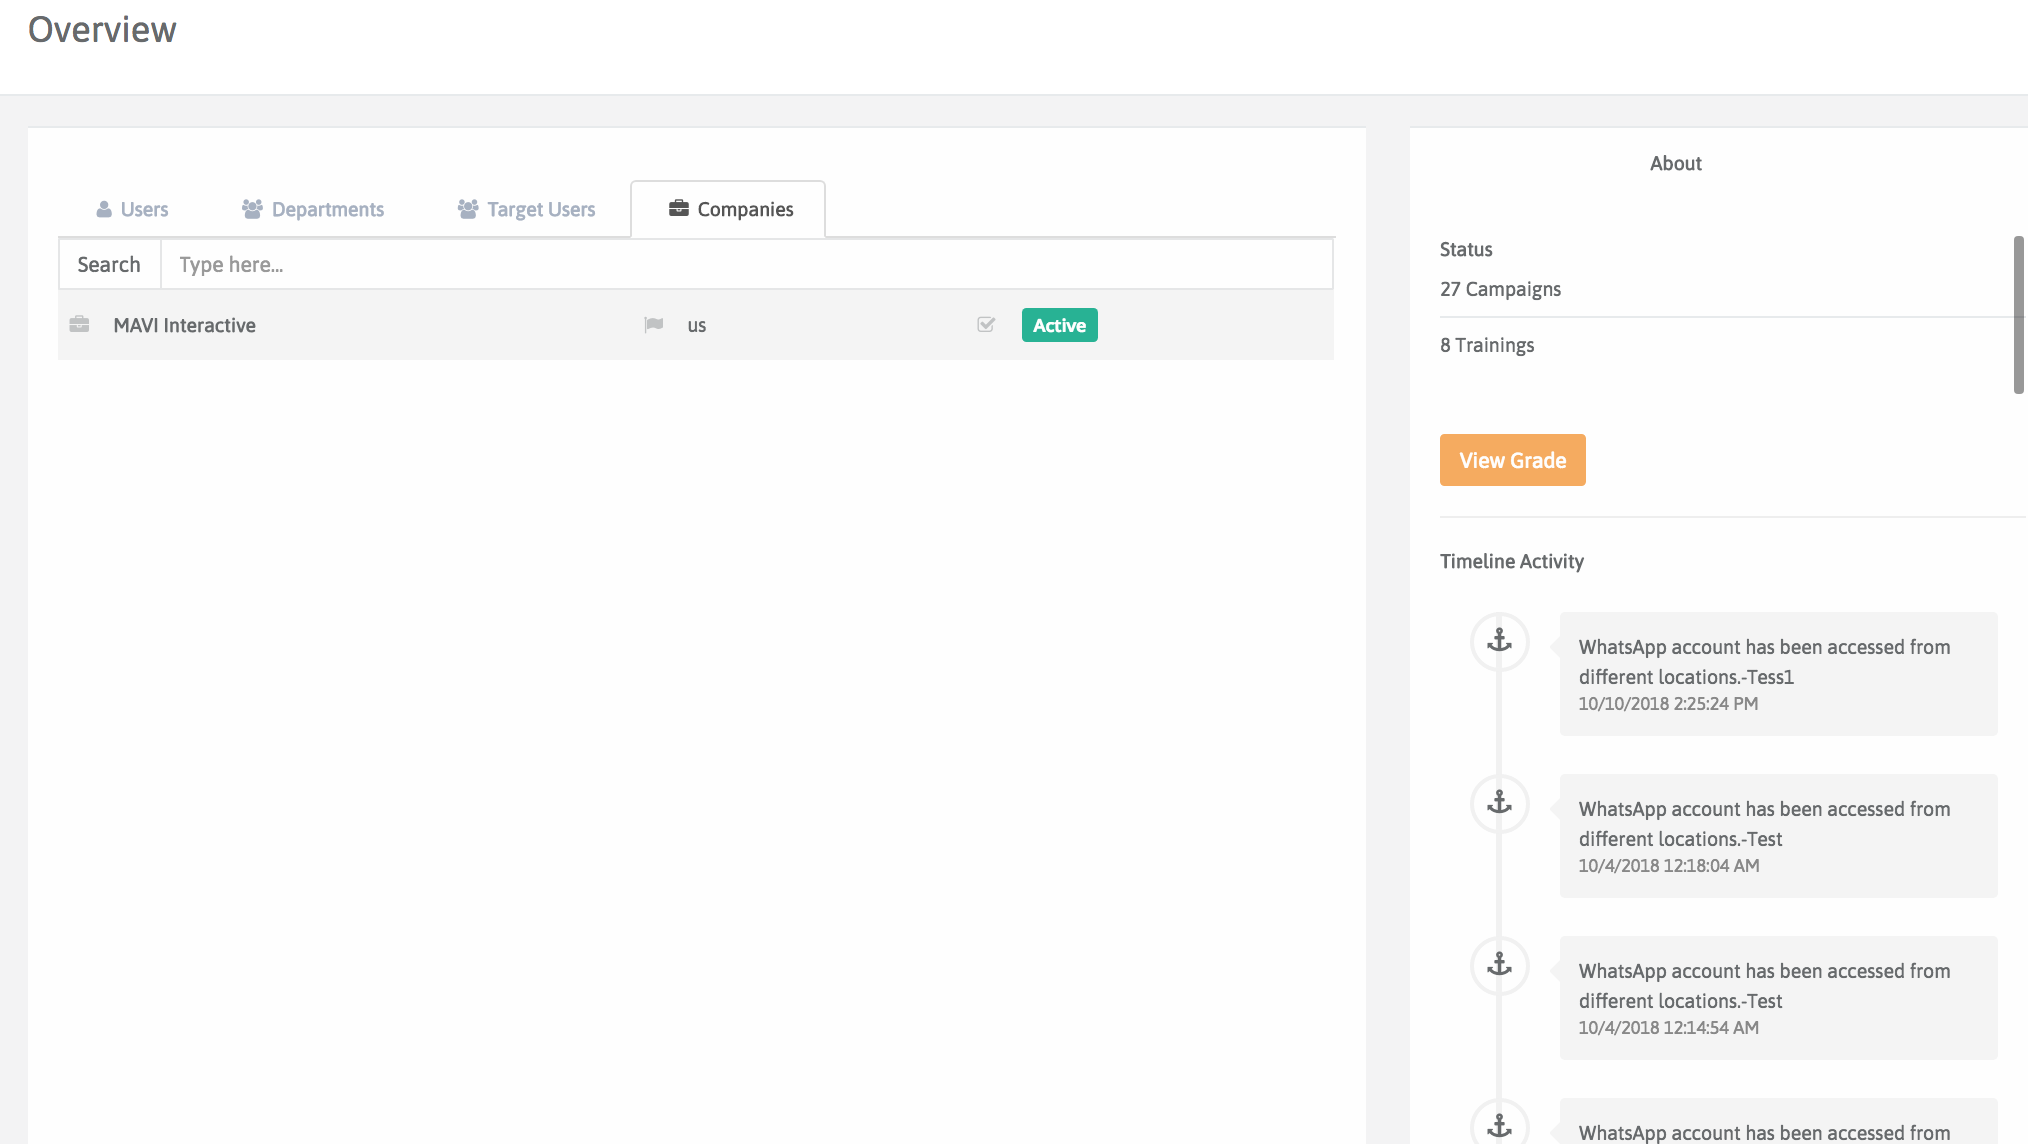 Overview
Users
Departments
Target Users
Companies
Search
Type here...
MAVI Interactive
us
Active
About
Status
27 Campaigns
8 Trainings
View Grade
Timeline Activity
WhatsApp account has been accessed from
different locations.-Tess1
10/10/2018 2:25:24 PM
WhatsApp account has been accessed from
different locations.-Test
10/4/2018 12:18:04 AM
WhatsApp account has been accessed from
different locations.-Test
10/4/2018 12:14:54 AM
WhatsApp account has been accessed from